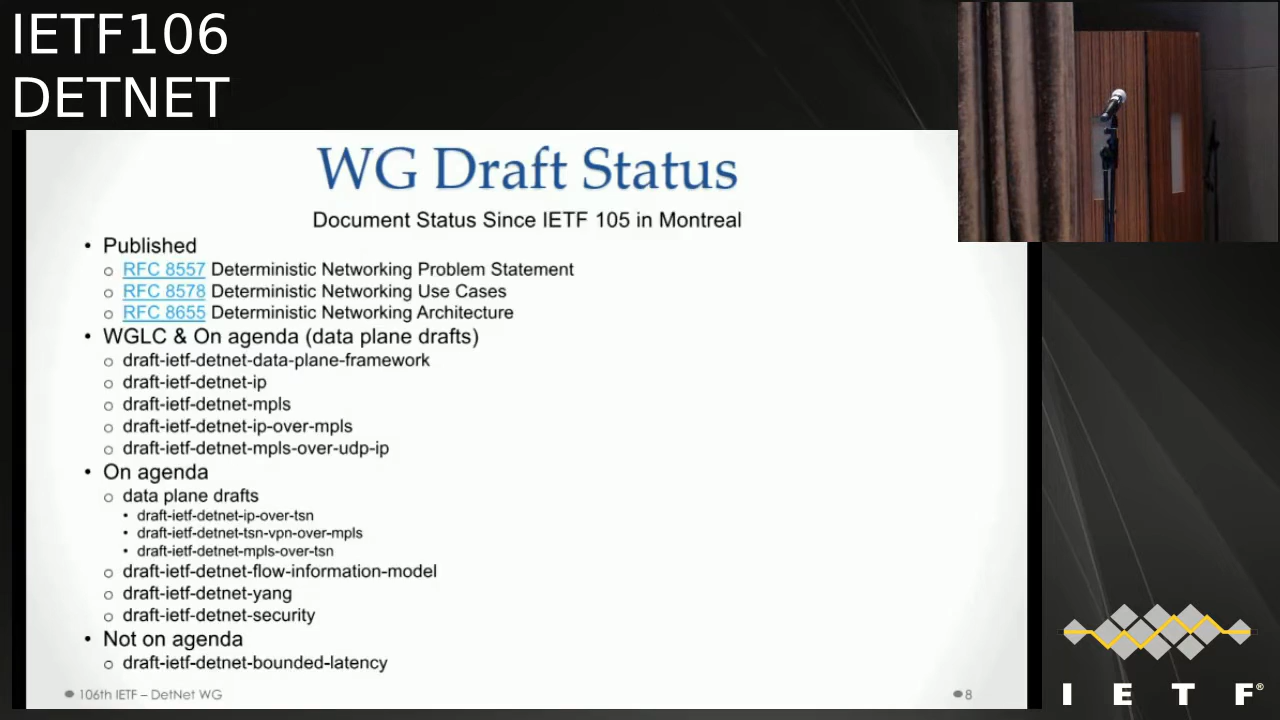 IETF106
DETNET
WG Draft Status
Document Status Since IETF 105 in Montreal
• Published
o RFC 8557 Deterministic Networking Problem Statement
o RFC 8578 Deterministic Networking Use Cases
o RFC 8655 Deterministic Networking Architecture
• WGLC & On agenda (data plane drafts)
o draft-ietf-detnet-data-plane-framework
o draft-ietf-detnet-ip
o draft-ietf-detnet-mpls
o draft-ietf-detnet-ip-over-mpls
o draft-ietf-detnet-mpls-over-udp-ip
• On agenda
o data plane drafts
• draft-ietf-detnet-ip-over-tsn
• draft-ietf-detnet-tsn-vpn-over-mpls
• draft-ietf-detnet-mpls-over-tsn
o draft-ietf-detnet-flow-information-model
o draft-ietf-detnet-yang
o draft-ietf-detnet-security
• Not on agenda
o draft-ietf-detnet-bounded-latency
106th IETF – DetNet WG
8
I E T F®